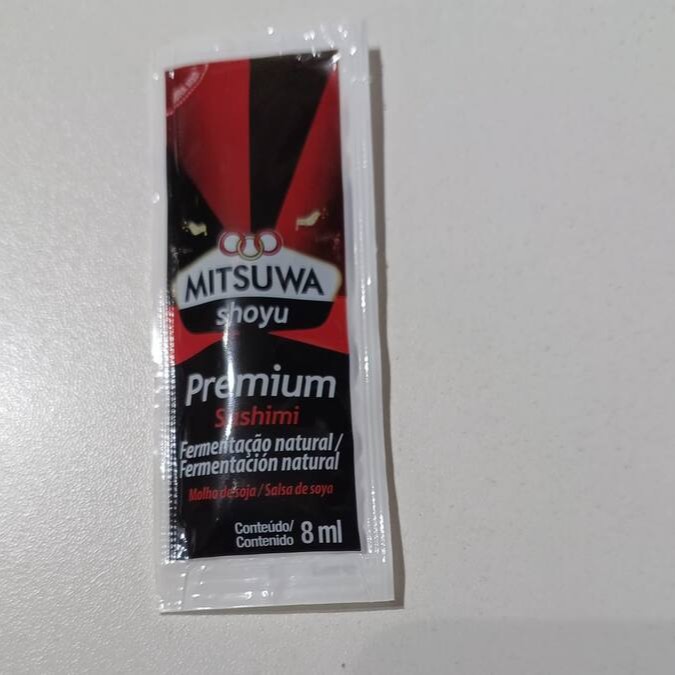 MITSUWA
shoyu
Premium
Sashimi
Fermentação natural/
Fermentación natural
Molho de soja / Salsa de soya
Conteúdo/
Contenido 8 ml